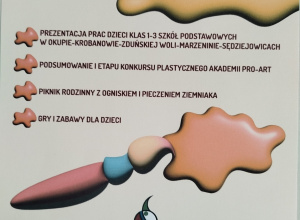 PREZENTACJA PRAC DZIECI KLAS 1-3 SZKÓŁ PODSTAWOWYCH
W OKUPIE-KROBANOWIE-ZDUŃSKIEJ WOLI-MARZENINIE-SĘDZIEJOWICACH
PODSUMOWANIE I ETAPU KONKURSU PLASTYCZNEGO AKADEMII PRO-ART
PIKNIK RODZINNY Z OGNISKIEM I PIECZENIEM ZIEMNIAKA
GRY I ZABAWY DLA DZIECI